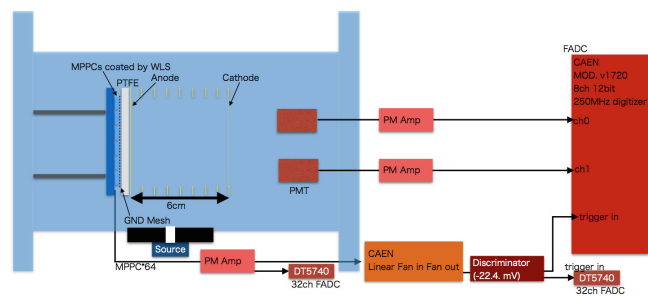 FADC
MPPCs coated by WLS
PTFE
Anode
Cathode
CAEN
MOD. v1720
8ch 12bit
250MHz digitizer
PM Amp
ch0
PM Amp
ch1
PMT
6cm
GND Mesh
trigger in
Source
MPPC*64
PM Amp
DT5740
32ch FADC
CAEN
Linear Fan in Fan out
Discriminator
(-22.4. mV)
trigger in
DT5740
32ch FADC